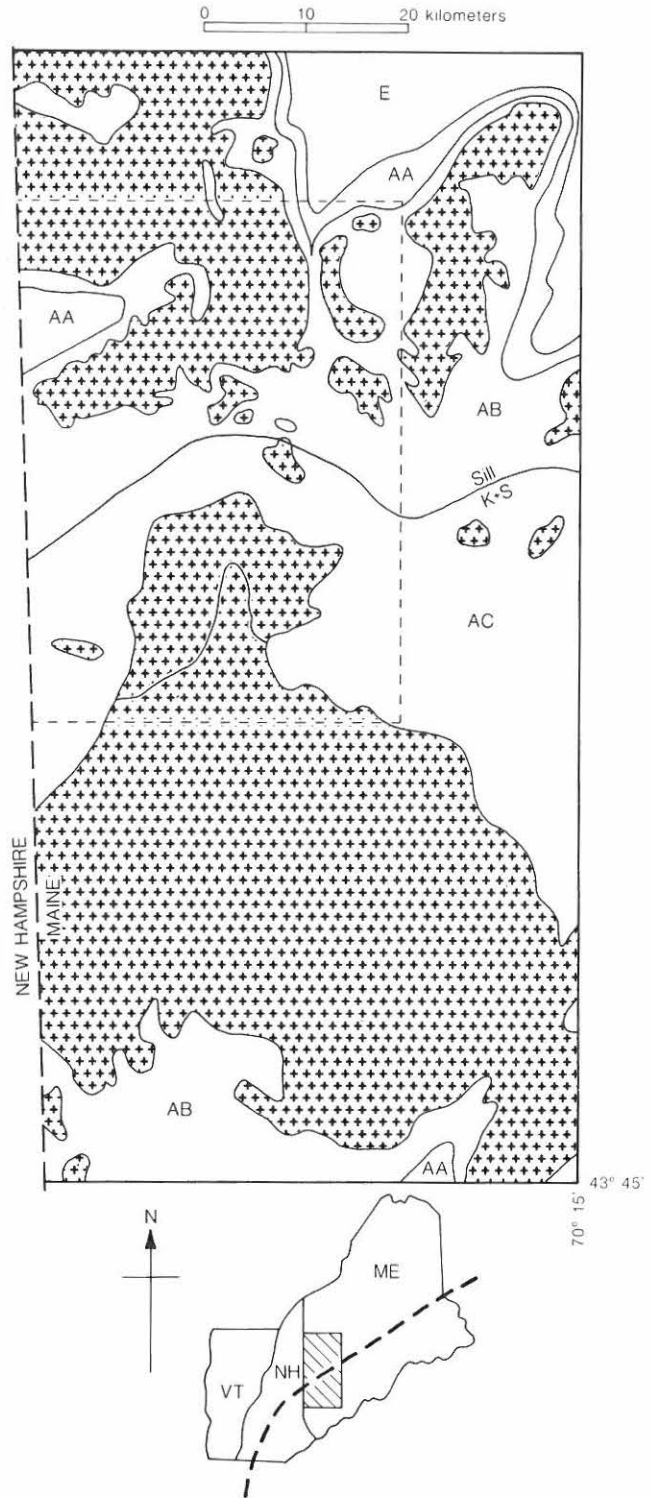 0 10 20 kilometers
E
AA
AA
AB
Sill
K+S
AC
NEW HAMPSHIRE
MAINE
AB
AA
43° 45'
70° 15'
N
ME
NH
VT